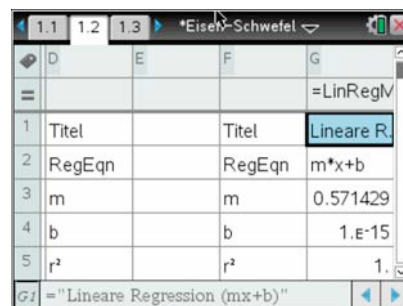 1.1 1.2 1.3 *Eisen-Schwefel
D E F G
=LinRegM
1 Titel Titel Lineare R.
2 RegEqn RegEqn m*x+b
3 m m 0.571429
4 b b 1.E-15
5 r² r² 1.
G1 ="Lineare Regression (mx+b)"